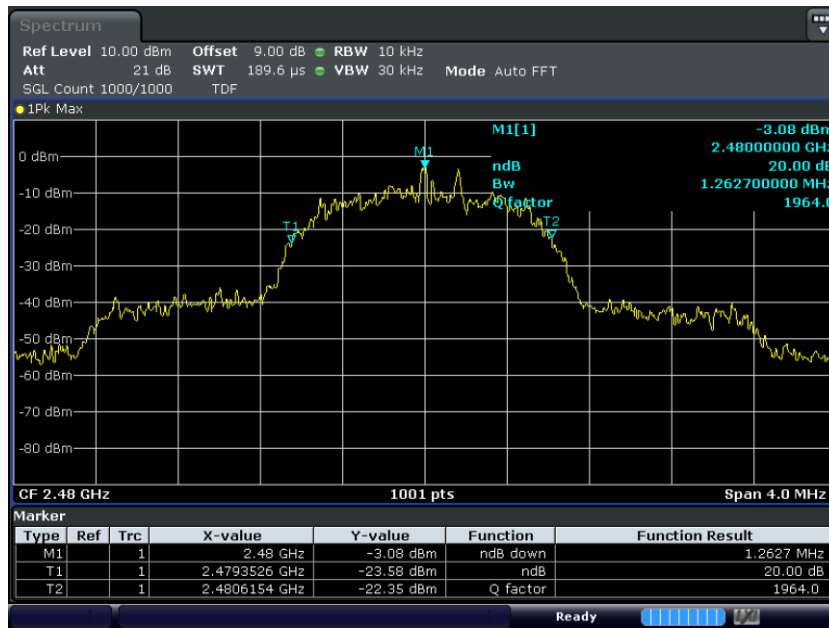 Spectrum
Ref Level 10.00 dBm Offset 9.00 dB RBW 10 kHz
Att 21 dB SWT 189.6 µs VBW 30 kHz Mode Auto FFT
SGL Count 1000/1000 TDF
1Pk Max
M1[1] -3.08 dBm
2.48000000 GHz
ndB 20.00 dB
Bw 1.262700000 MHz
Q factor 1964.0
M1
T1
T2
0 dBm
-10 dBm
-20 dBm
-30 dBm
-40 dBm
-50 dBm
-60 dBm
-70 dBm
-80 dBm
CF 2.48 GHz 1001 pts Span 4.0 MHz
Marker
Type Ref Trc X-value Y-value Function Function Result
M1 1 2.48 GHz -3.08 dBm ndB down 1.2627 MHz
T1 1 2.4793526 GHz -23.58 dBm ndB 20.00 dB
T2 1 2.4806154 GHz -22.35 dBm Q factor 1964.0
Ready